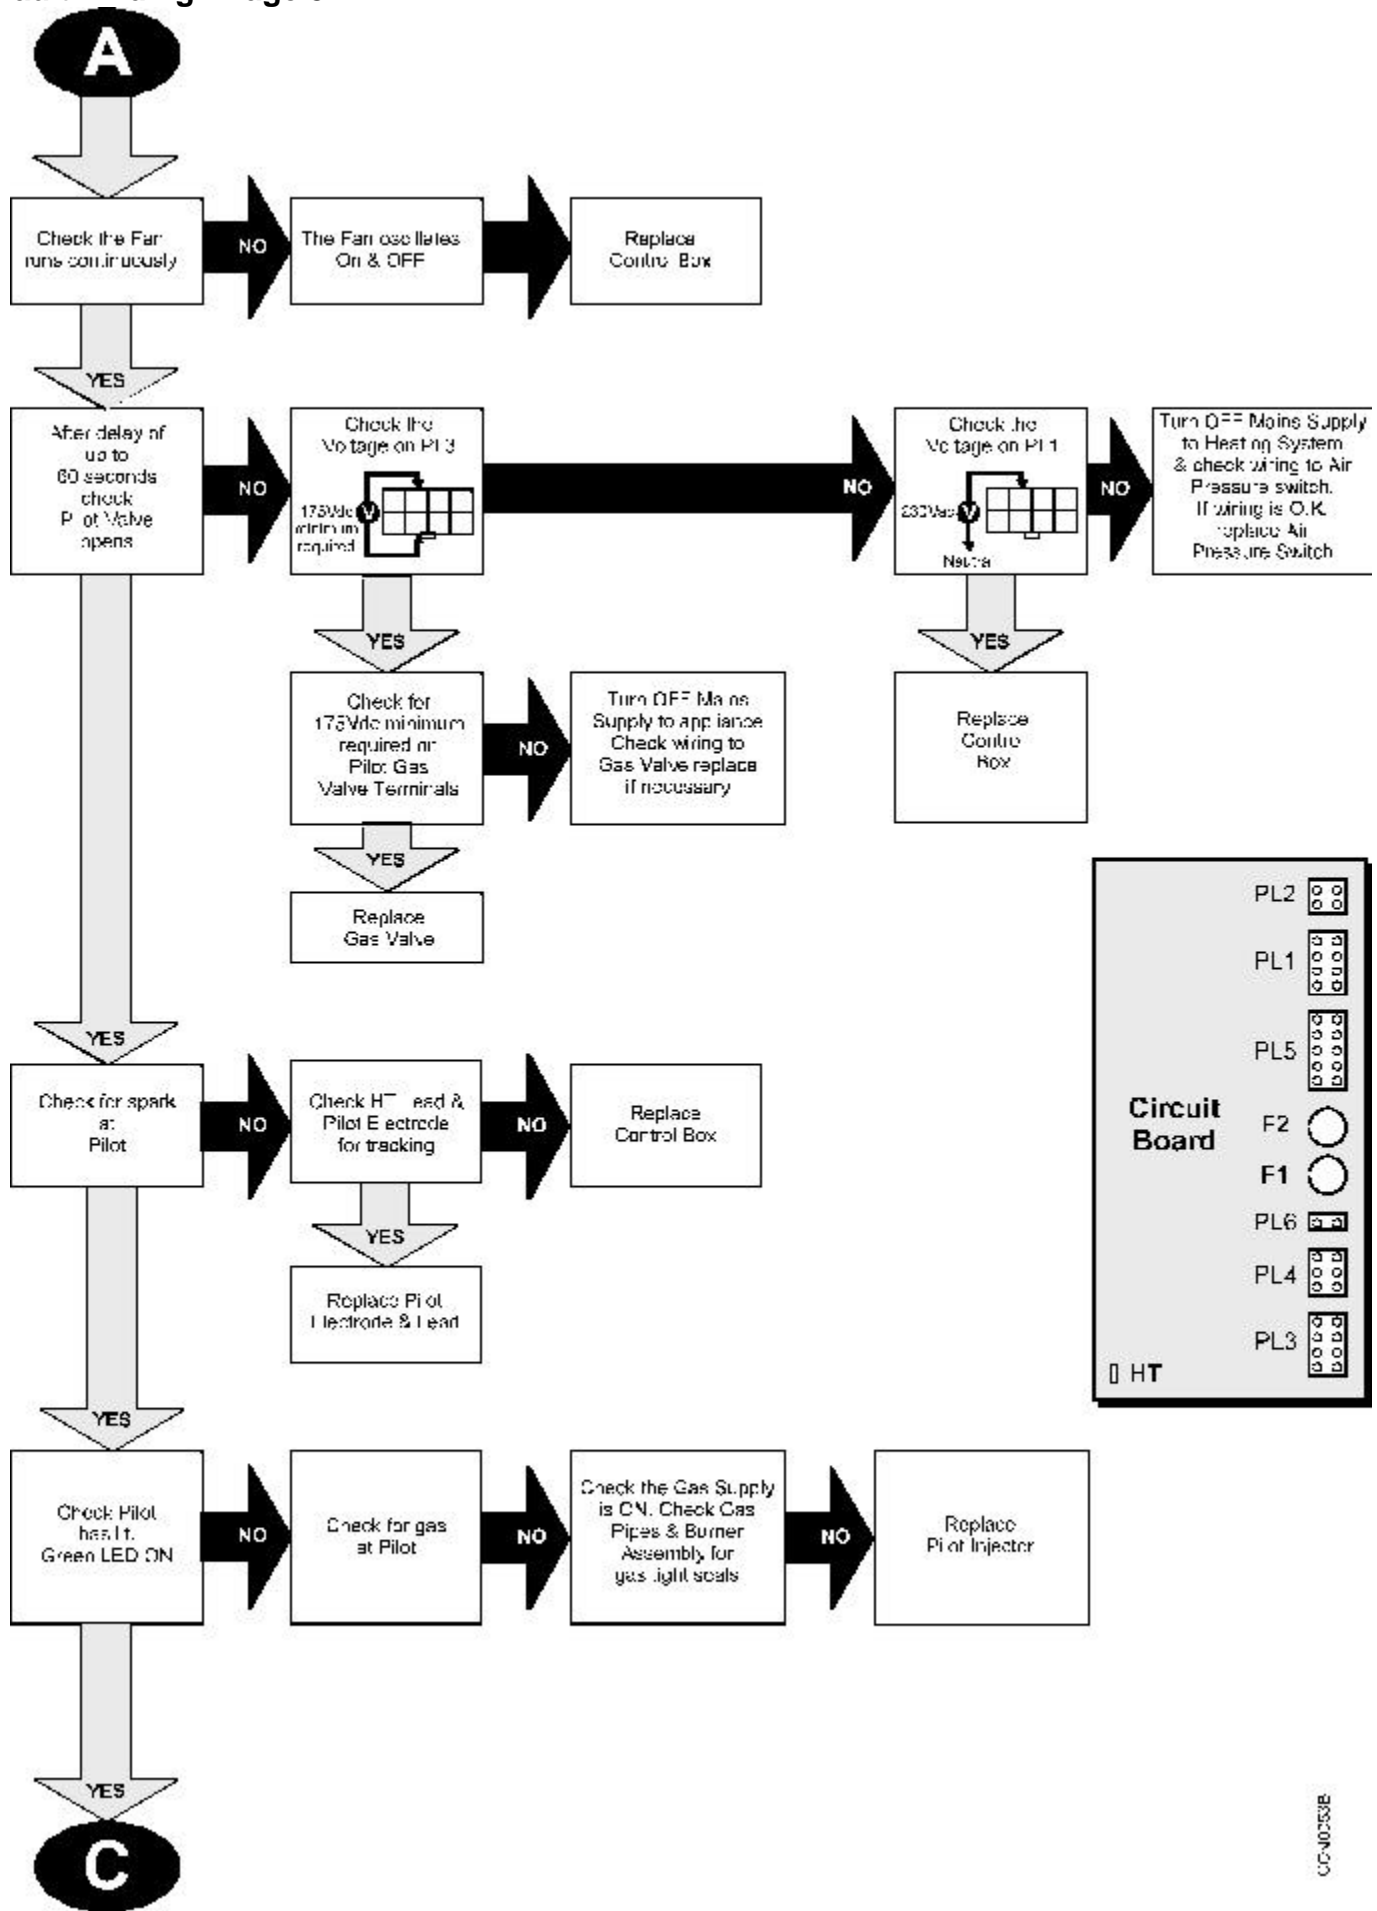 A
Check the Fan
runs continuously
NO
The Fan oscillates
On & OFF
Replace
Control Box
YES
After delay of
up to
60 seconds
check
Pilot Valve
opens
NO
Check the
Voltage on PL3
175Vdc
minimum
required
V
NO
Check the
Voltage on PL1
230Vac
V
Neutral
NO
Turn OFF Mains Supply
to Heating System
& check wiring to Air
Pressure switch.
If wiring is O.K.
replace Air
Pressure Switch
YES
YES
Check for
175Vdc minimum
required on
Pilot Gas
Valve Terminals
NO
Turn OFF Mains
Supply to appliance
Check wiring to
Gas Valve replace
if necessary
Replace
Control
Box
YES
Replace
Gas Valve
YES
Check for spark
at
Pilot
NO
Check HT Lead &
Pilot Electrode
for tracking
NO
Replace
Control Box
YES
Replace Pilot
Electrode & Lead
YES
Check Pilot
has lit.
Green LED ON
NO
Check for gas
at Pilot
NO
Check the Gas Supply
is ON. Check Gas
Pipes & Burner
Assembly for
gas tight seals
NO
Replace
Pilot Injector
YES
C
Circuit
Board
PL2
PL1
PL5
F2
F1
PL6
PL4
PL3
HT